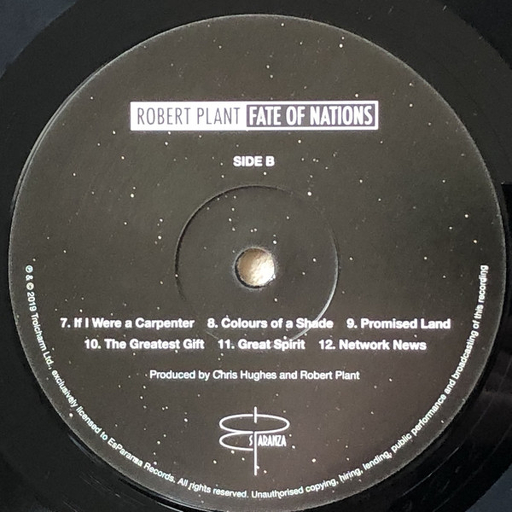 ROBERT PLANT FATE OF NATIONS
SIDE B
7. If I Were a Carpenter 8. Colours of a Shade 9. Promised Land
10. The Greatest Gift 11. Great Spirit 12. Network News
Produced by Chris Hughes and Robert Plant
ES PARANZA
℗ & © 2019 Trolcharm Ltd., exclusively licensed to EsParanza Records. All rights reserved. Unauthorised copying, hiring, lending, public performance and broadcasting of this recording